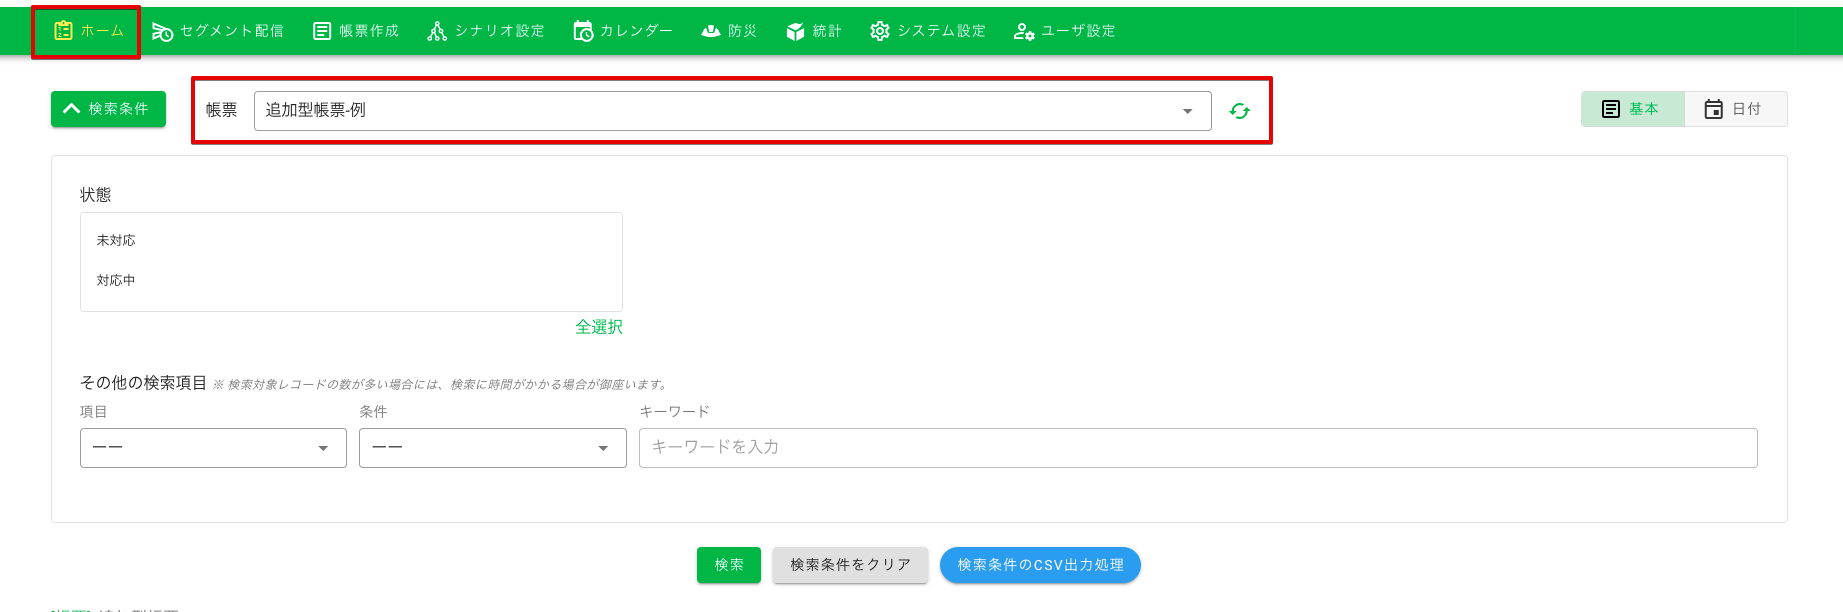 ホーム セグメント配信 帳票作成 シナリオ設定 カレンダー 防災 統計 システム設定 ユーザ設定
検索条件 帳票 追加型帳票-例 基本 日付
状態
未対応
対応中
全選択
その他の検索項目 ※ 検索対象レコードの数が多い場合には、検索に時間がかかる場合が御座います。
項目 条件 キーワード
ーー ーー キーワードを入力
検索 検索条件をクリア 検索条件のCSV出力処理